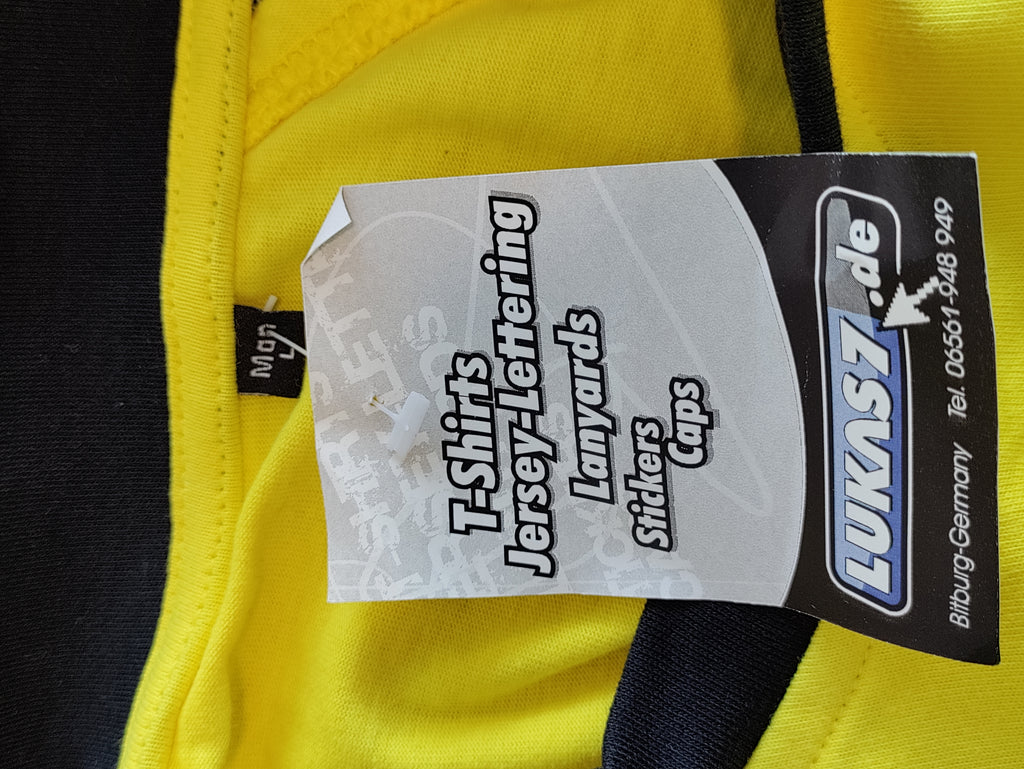 Man
L
T-Shirts
Jersey-Lettering
Lanyards
Stickers
Caps
LUKAS7.de
Bitburg-Germany Tel. 06561-948 949